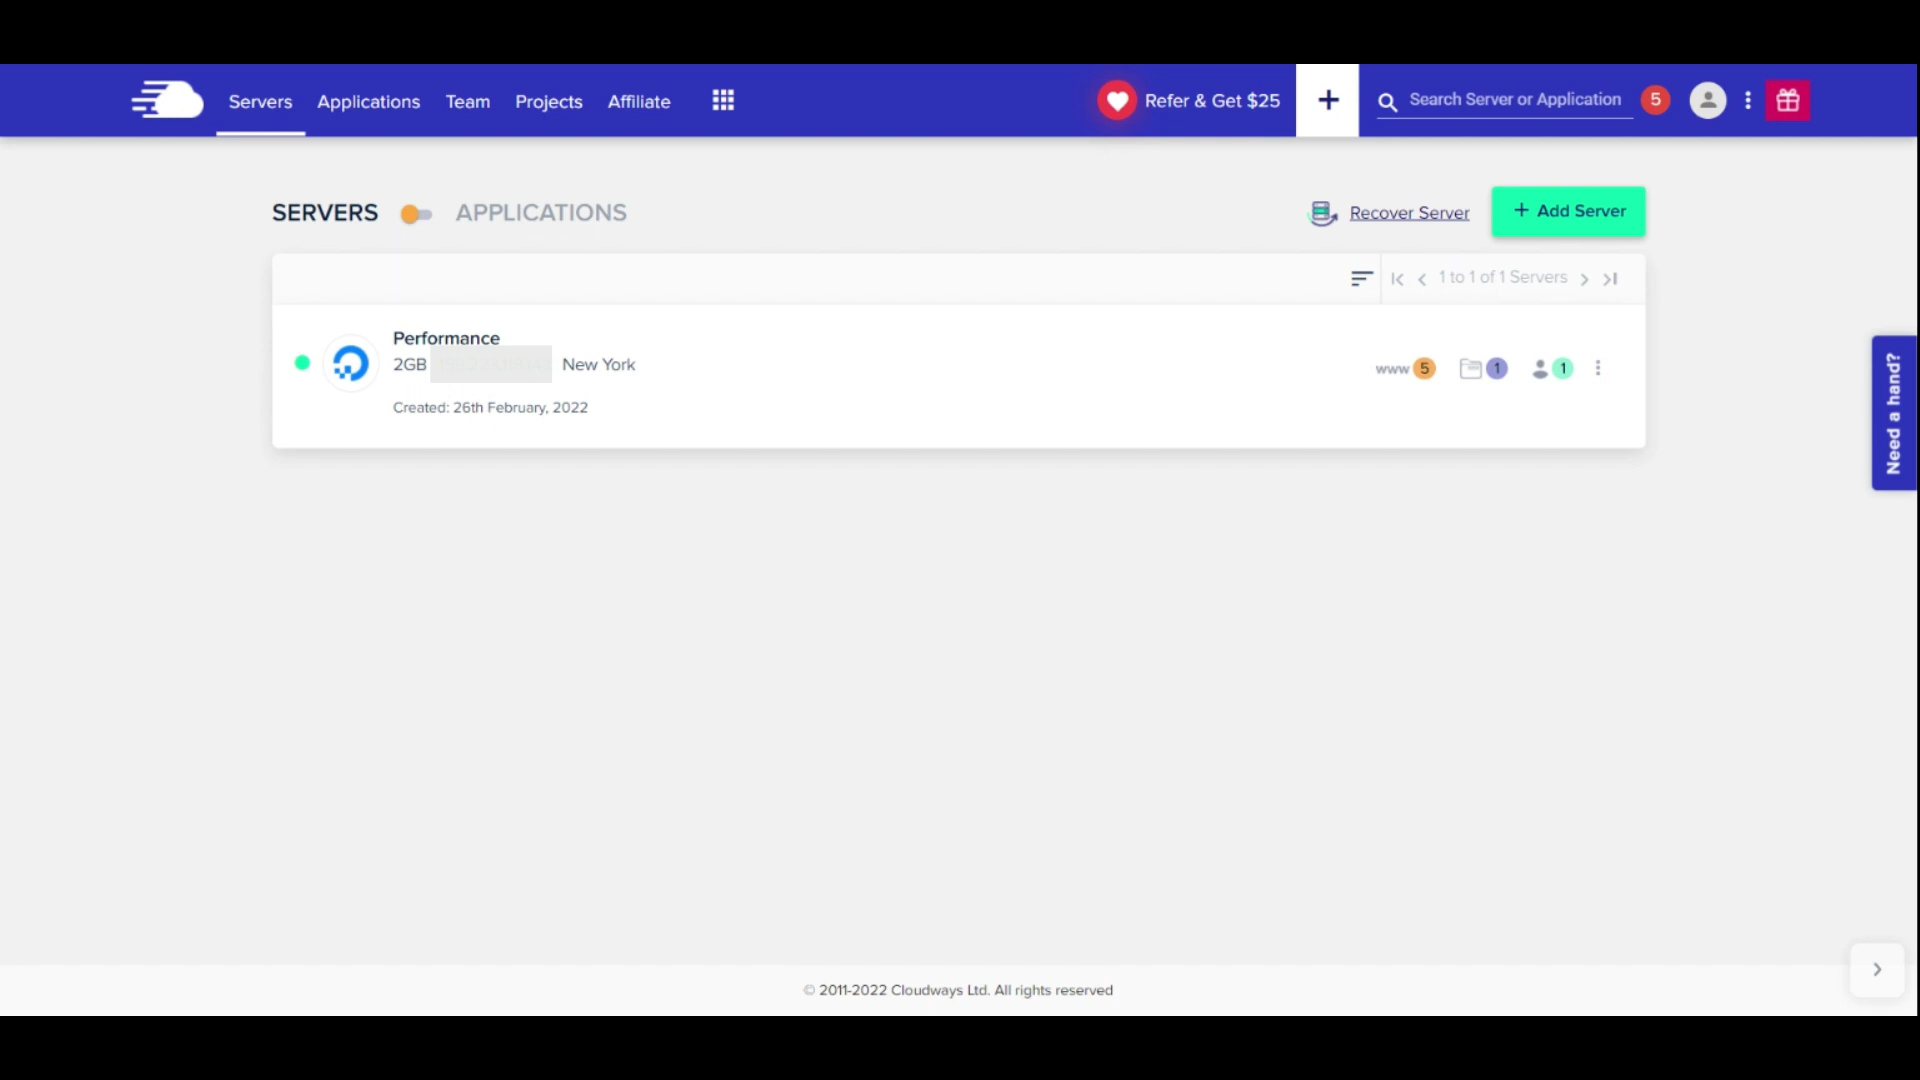 Servers Applications Team Projects Affiliate Refer & Get $25 + Search Server or Application 5
SERVERS APPLICATIONS Recover Server + Add Server
1 to 1 of 1 Servers
Performance
2GB New York
www 5 1 1
Created: 26th February, 2022
Need a hand?
© 2011-2022 Cloudways Ltd. All rights reserved